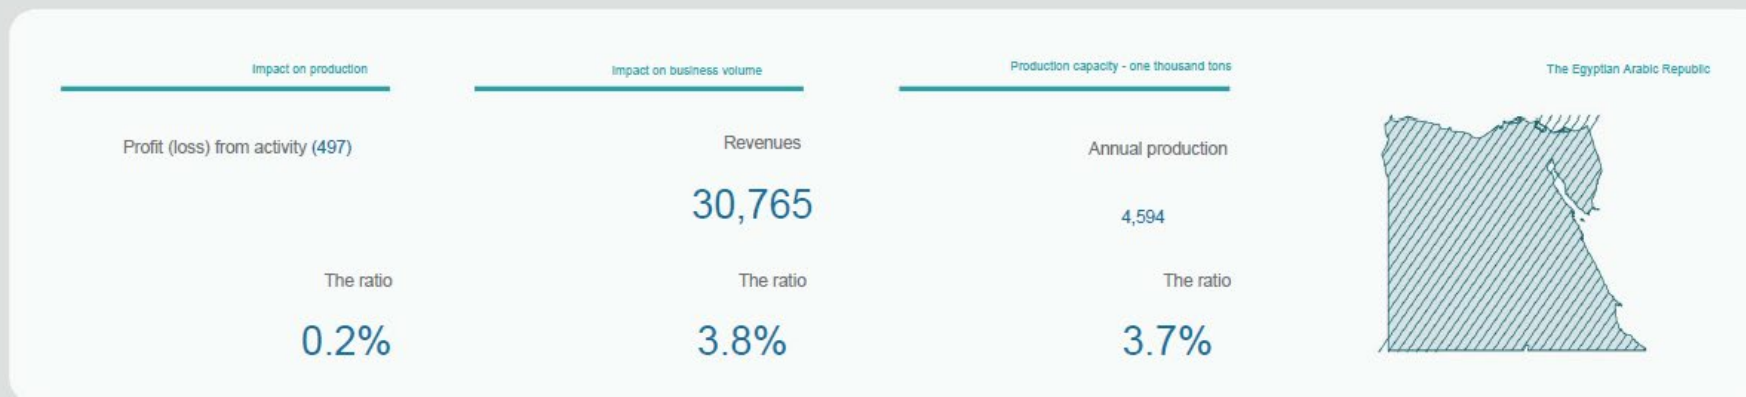 Impact on production
Profit (loss) from activity (497)
The ratio
0.2%
Impact on business volume
Revenues
30,765
The ratio
3.8%
Production capacity - one thousand tons
Annual production
4,594
The ratio
3.7%
The Egyptian Arabic Republic